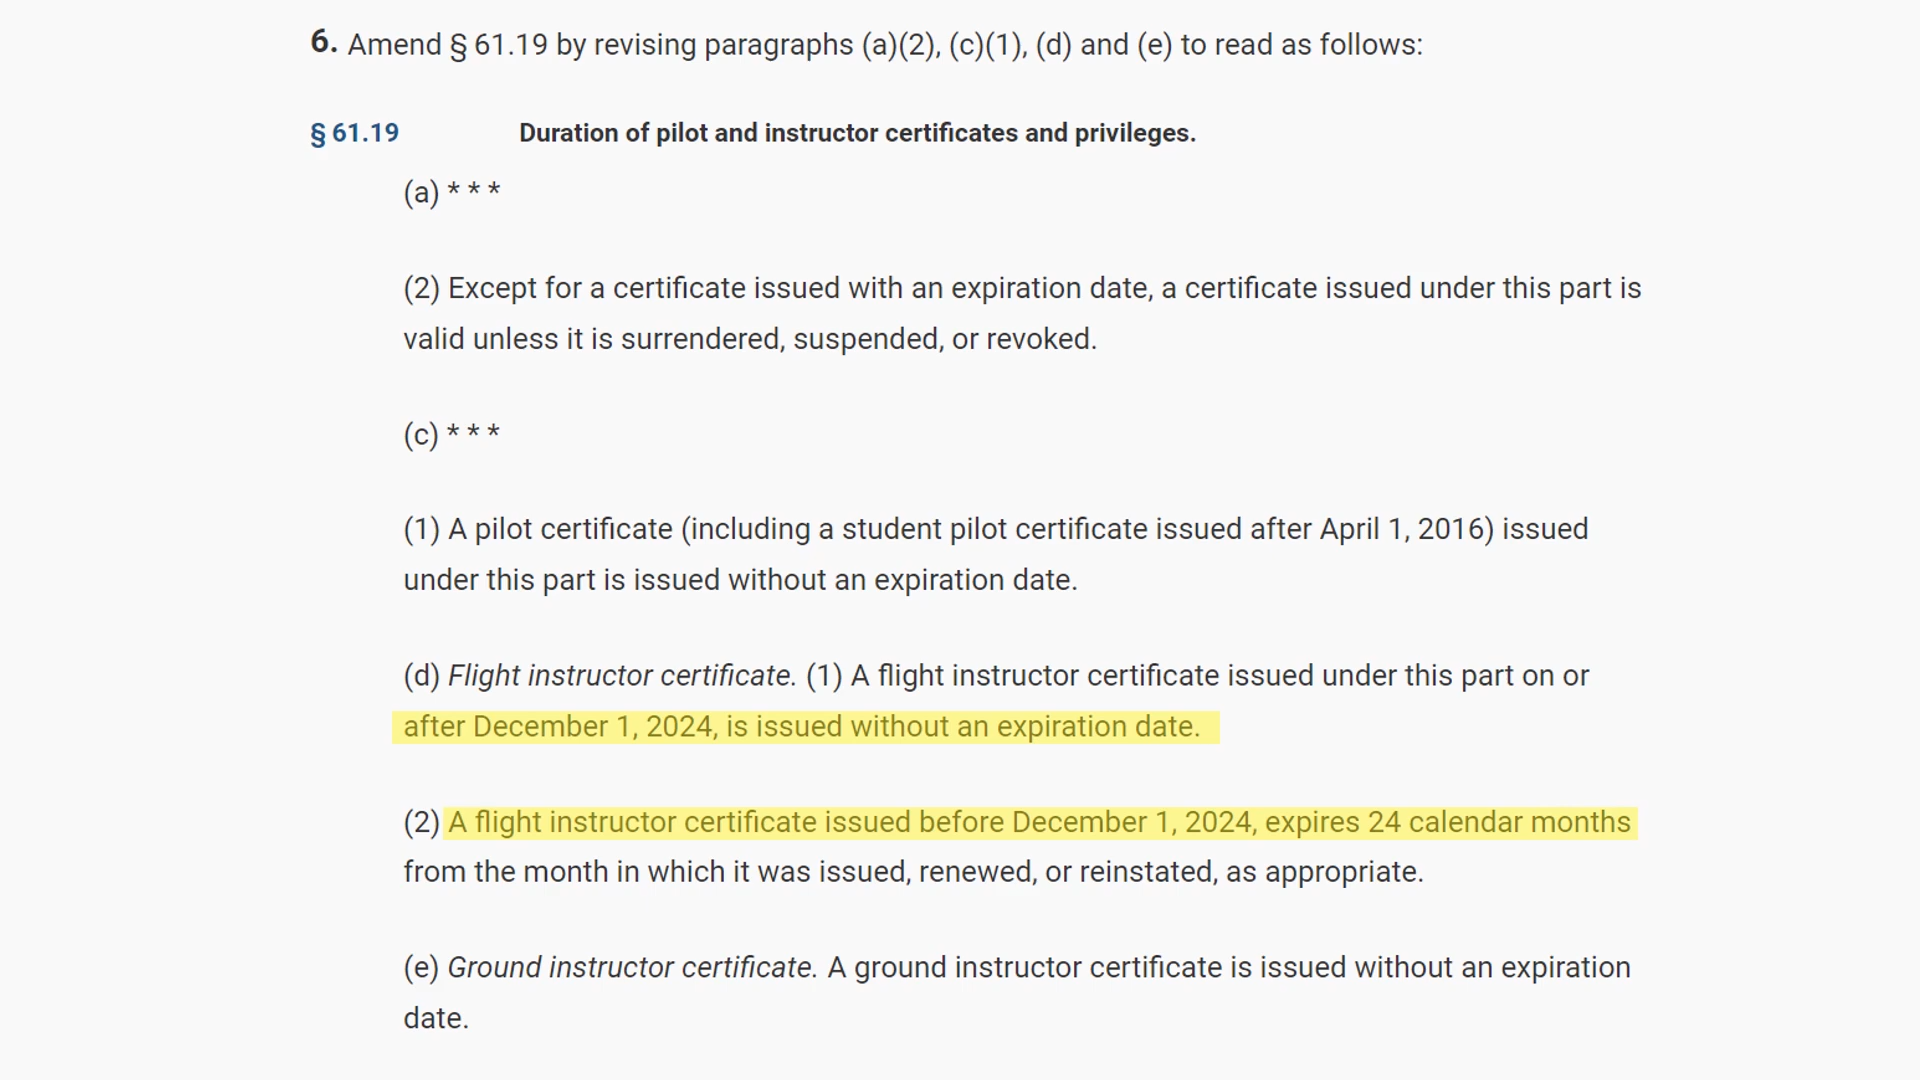 6. Amend § 61.19 by revising paragraphs (a)(2), (c)(1), (d) and (e) to read as follows:
§ 61.19 Duration of pilot and instructor certificates and privileges.
(a) * * *
(2) Except for a certificate issued with an expiration date, a certificate issued under this part is
valid unless it is surrendered, suspended, or revoked.
(c) * * *
(1) A pilot certificate (including a student pilot certificate issued after April 1, 2016) issued
under this part is issued without an expiration date.
(d) Flight instructor certificate. (1) A flight instructor certificate issued under this part on or
after December 1, 2024, is issued without an expiration date.
(2) A flight instructor certificate issued before December 1, 2024, expires 24 calendar months
from the month in which it was issued, renewed, or reinstated, as appropriate.
(e) Ground instructor certificate. A ground instructor certificate is issued without an expiration
date.